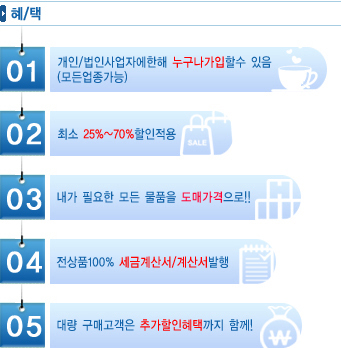 혜/택
01
개인/법인사업자에한해 누구나가입할수 있음
(모든업종가능)
02
최소 25%~70%할인적용
SALE
03
내가 필요한 모든 물품을 도매가격으로!!
04
전상품100% 세금계산서/계산서발행
05
대량 구매고객은 추가할인혜택까지 함께!
₩